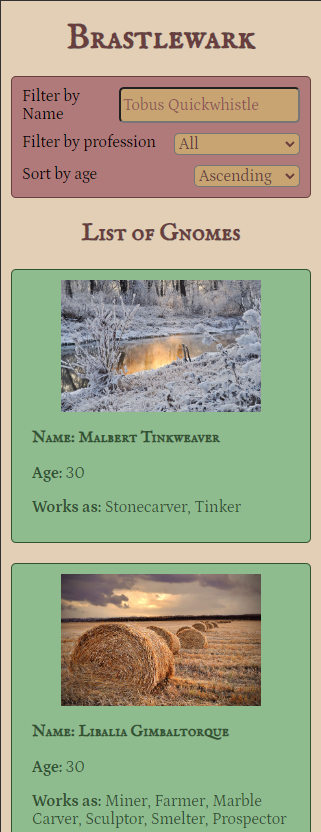 Brastlewark
Filter by
Name
Tobus Quickwhistle
Filter by profession
All
Sort by age
Ascending
List of Gnomes
Name: Malbert Tinkweaver
Age: 30
Works as: Stonecarver, Tinker
Name: Libalia Gimbaltorque
Age: 30
Works as: Miner, Farmer, Marble
Carver, Sculptor, Smelter, Prospector